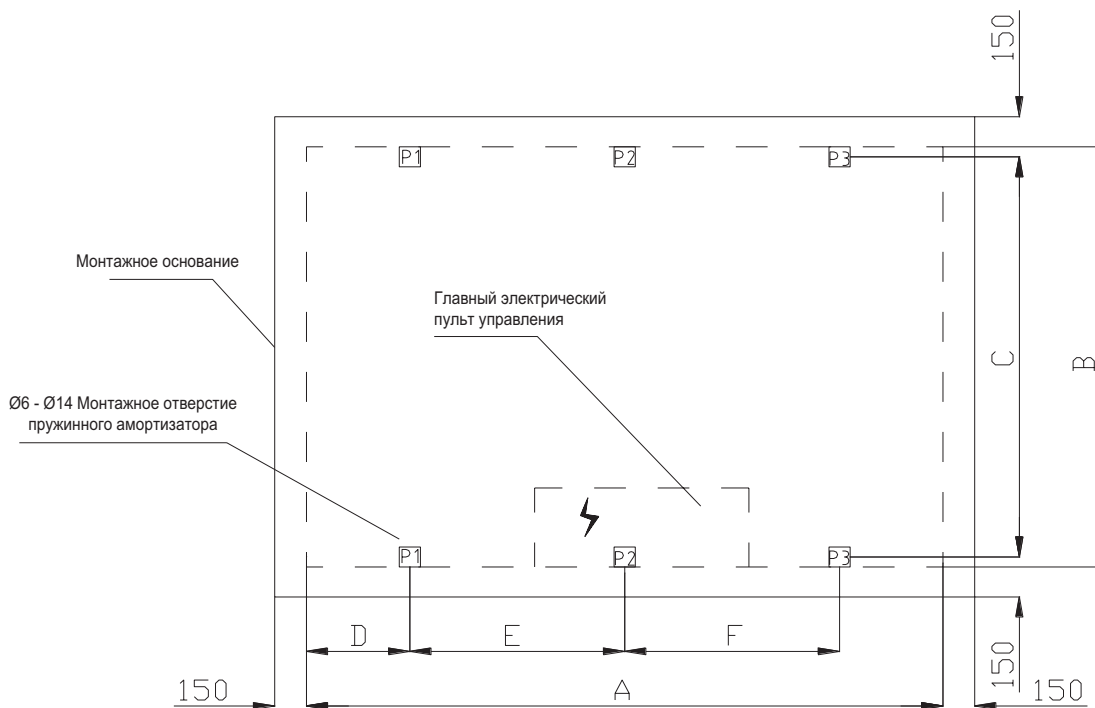 150
P1 P2 P3
Монтажное основание
Главный электрический
пульт управления
C
B
Ø6 - Ø14 Монтажное отверстие
пружинного амортизатора
P1 P2 P3
D E F
150 A 150 150